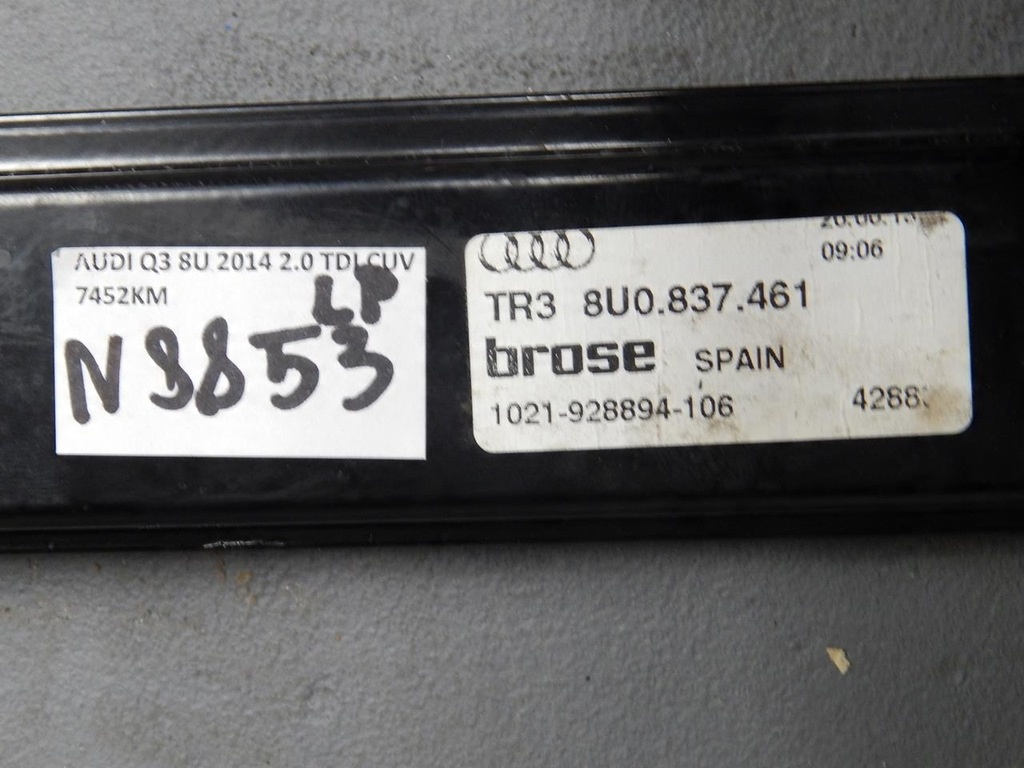 AUDI Q3 8U 2014 2.0 TDI CUV
7452KM
LP
N8853
09:06
TR3 8U0.837.461
brose SPAIN
1021-928894-106